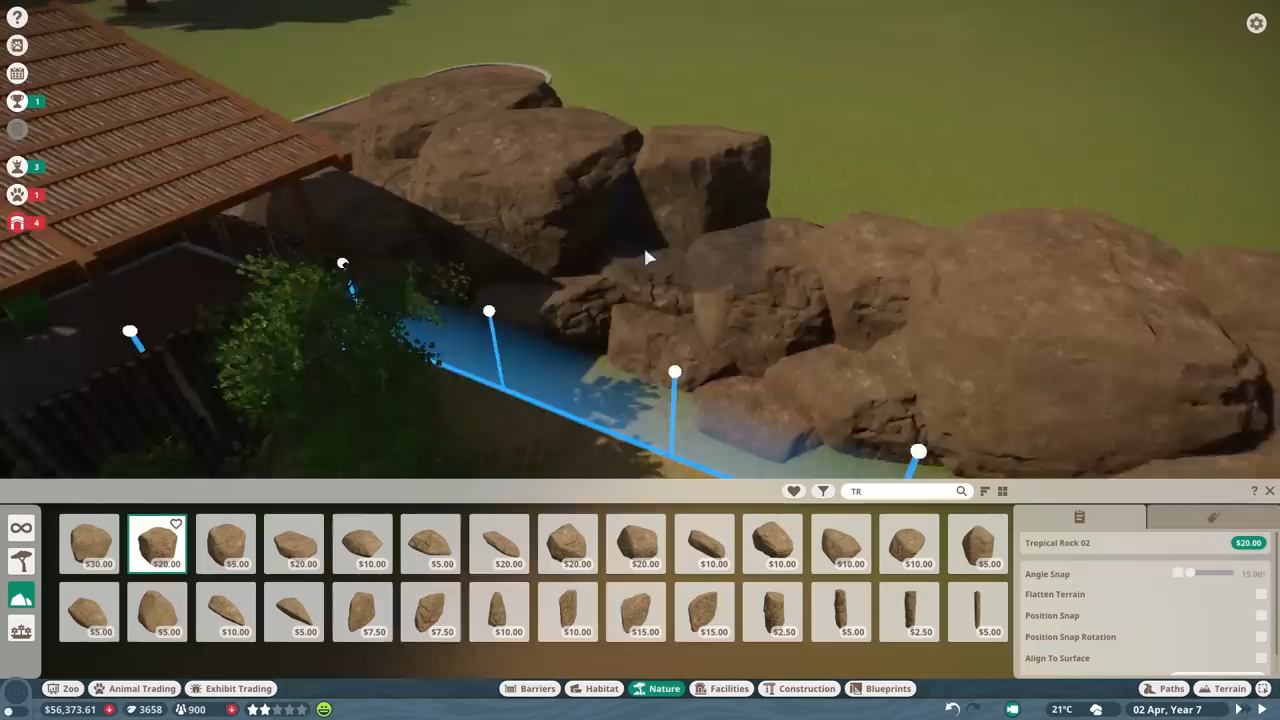 1
3
1
4
TR
?
$30.00 $20.00 $5.00 $20.00 $10.00 $5.00 $20.00 $20.00 $20.00 $10.00 $10.00 $10.00 $10.00 $5.00
$5.00 $5.00 $10.00 $5.00 $7.50 $7.50 $10.00 $10.00 $15.00 $15.00 $2.50 $5.00 $2.50 $5.00
Tropical Rock 02 $20.00
Angle Snap 15.00°
Flatten Terrain
Position Snap
Position Snap Rotation
Align To Surface
Zoo Animal Trading Exhibit Trading Barriers Habitat Nature Facilities Construction Blueprints Paths Terrain
$56,373.61 3658 900 21°C 02 Apr, Year 7